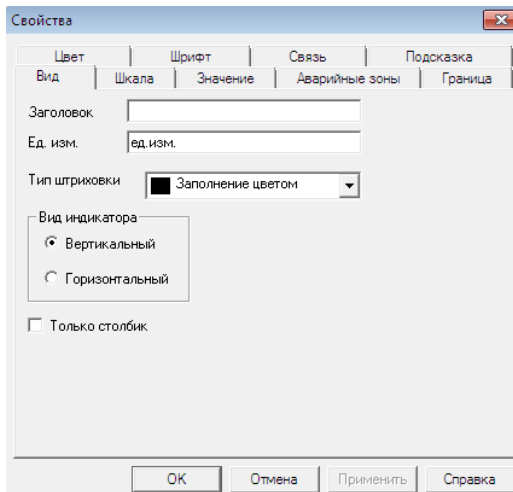 Свойства
Цвет Шрифт Связь Подсказка
Вид Шкала Значение Аварийные зоны Граница
Заголовок
Ед. изм. ед.изм.
Тип штриховки Заполнение цветом
Вид индикатора
Вертикальный
Горизонтальный
Только столбик
OK Отмена Применить Справка